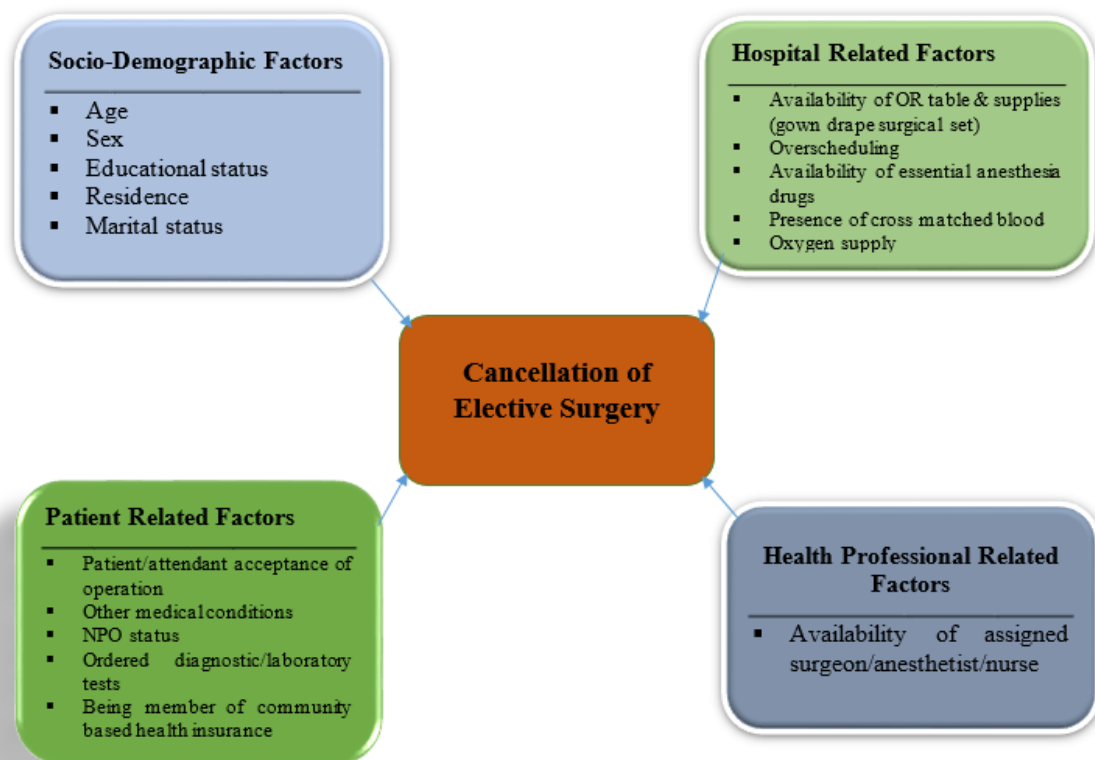 Socio-Demographic Factors
▪ Age
▪ Sex
▪ Educational status
▪ Residence
▪ Marital status
Hospital Related Factors
▪ Availability of OR table & supplies
(gown drape surgical set)
▪ Overscheduling
▪ Availability of essential anesthesia
drugs
▪ Presence of cross matched blood
▪ Oxygen supply
Cancellation of
Elective Surgery
Patient Related Factors
▪ Patient/attendant acceptance of
operation
▪ Other medical conditions
▪ NPO status
▪ Ordered diagnostic/laboratory
tests
▪ Being member of community
based health insurance
Health Professional Related
Factors
▪ Availability of assigned
surgeon/anesthetist/nurse